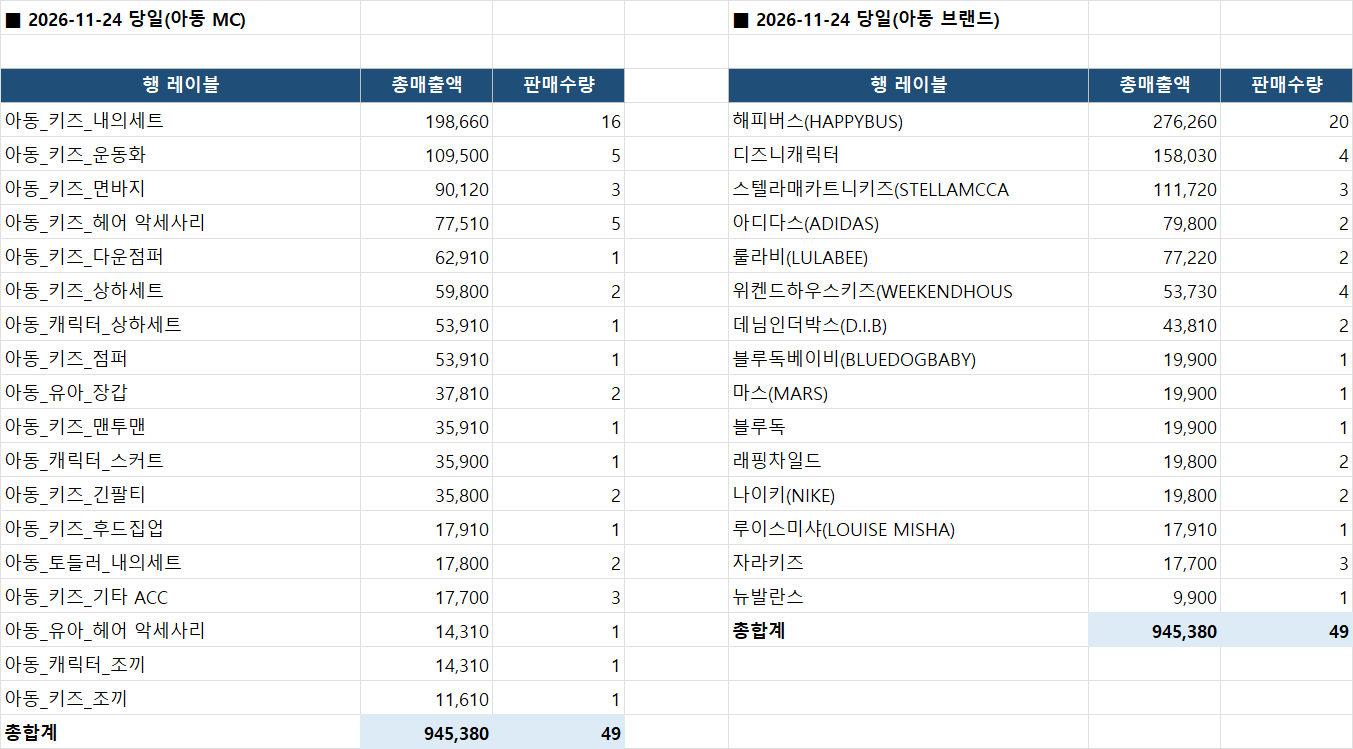 ■ 2026-11-24 당일(아동 MC)
행 레이블 총매출액 판매수량
아동_키즈_내의세트 198,660 16
아동_키즈_운동화 109,500 5
아동_키즈_면바지 90,120 3
아동_키즈_헤어 악세사리 77,510 5
아동_키즈_다운점퍼 62,910 1
아동_키즈_상하세트 59,800 2
아동_캐릭터_상하세트 53,910 1
아동_키즈_점퍼 53,910 1
아동_유아_장갑 37,810 2
아동_키즈_맨투맨 35,910 1
아동_캐릭터_스커트 35,900 1
아동_키즈_긴팔티 35,800 2
아동_키즈_후드집업 17,910 1
아동_토들러_내의세트 17,800 2
아동_키즈_기타 ACC 17,700 3
아동_유아_헤어 악세사리 14,310 1
아동_캐릭터_조끼 14,310 1
아동_키즈_조끼 11,610 1
총합계 945,380 49
■ 2026-11-24 당일(아동 브랜드)
행 레이블 총매출액 판매수량
해피버스(HAPPYBUS) 276,260 20
디즈니캐릭터 158,030 4
스텔라매카트니키즈(STELLAMCCA 111,720 3
아디다스(ADIDAS) 79,800 2
룰라비(LULABEE) 77,220 2
위켄드하우스키즈(WEEKENDHOUS 53,730 4
데님인더박스(D.I.B) 43,810 2
블루독베이비(BLUEDOGBABY) 19,900 1
마스(MARS) 19,900 1
블루독 19,900 1
래핑차일드 19,800 2
나이키(NIKE) 19,800 2
루이스미샤(LOUISE MISHA) 17,910 1
자라키즈 17,700 3
뉴발란스 9,900 1
총합계 945,380 49